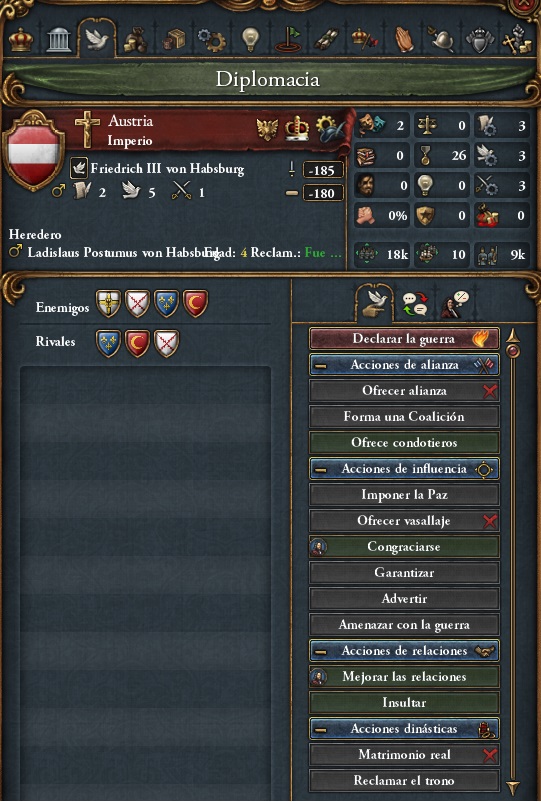 Diplomacia
Austria
Imperio
Friedrich III von Habsburg
-185
2 5 1
-180
Heredero
Ladislaus Postumus von Habsburg Edad: 4 Reclam.: Fue ...
2 0 3
0 26 3
0 0 3
0% 0 0
18k 10 9k
Enemigos
Rivales
Declarar la guerra
Acciones de alianza
Ofrecer alianza
Forma una Coalición
Ofrece condotieros
Acciones de influencia
Imponer la Paz
Ofrecer vasallaje
Congraciarse
Garantizar
Advertir
Amenazar con la guerra
Acciones de relaciones
Mejorar las relaciones
Insultar
Acciones dinásticas
Matrimonio real
Reclamar el trono